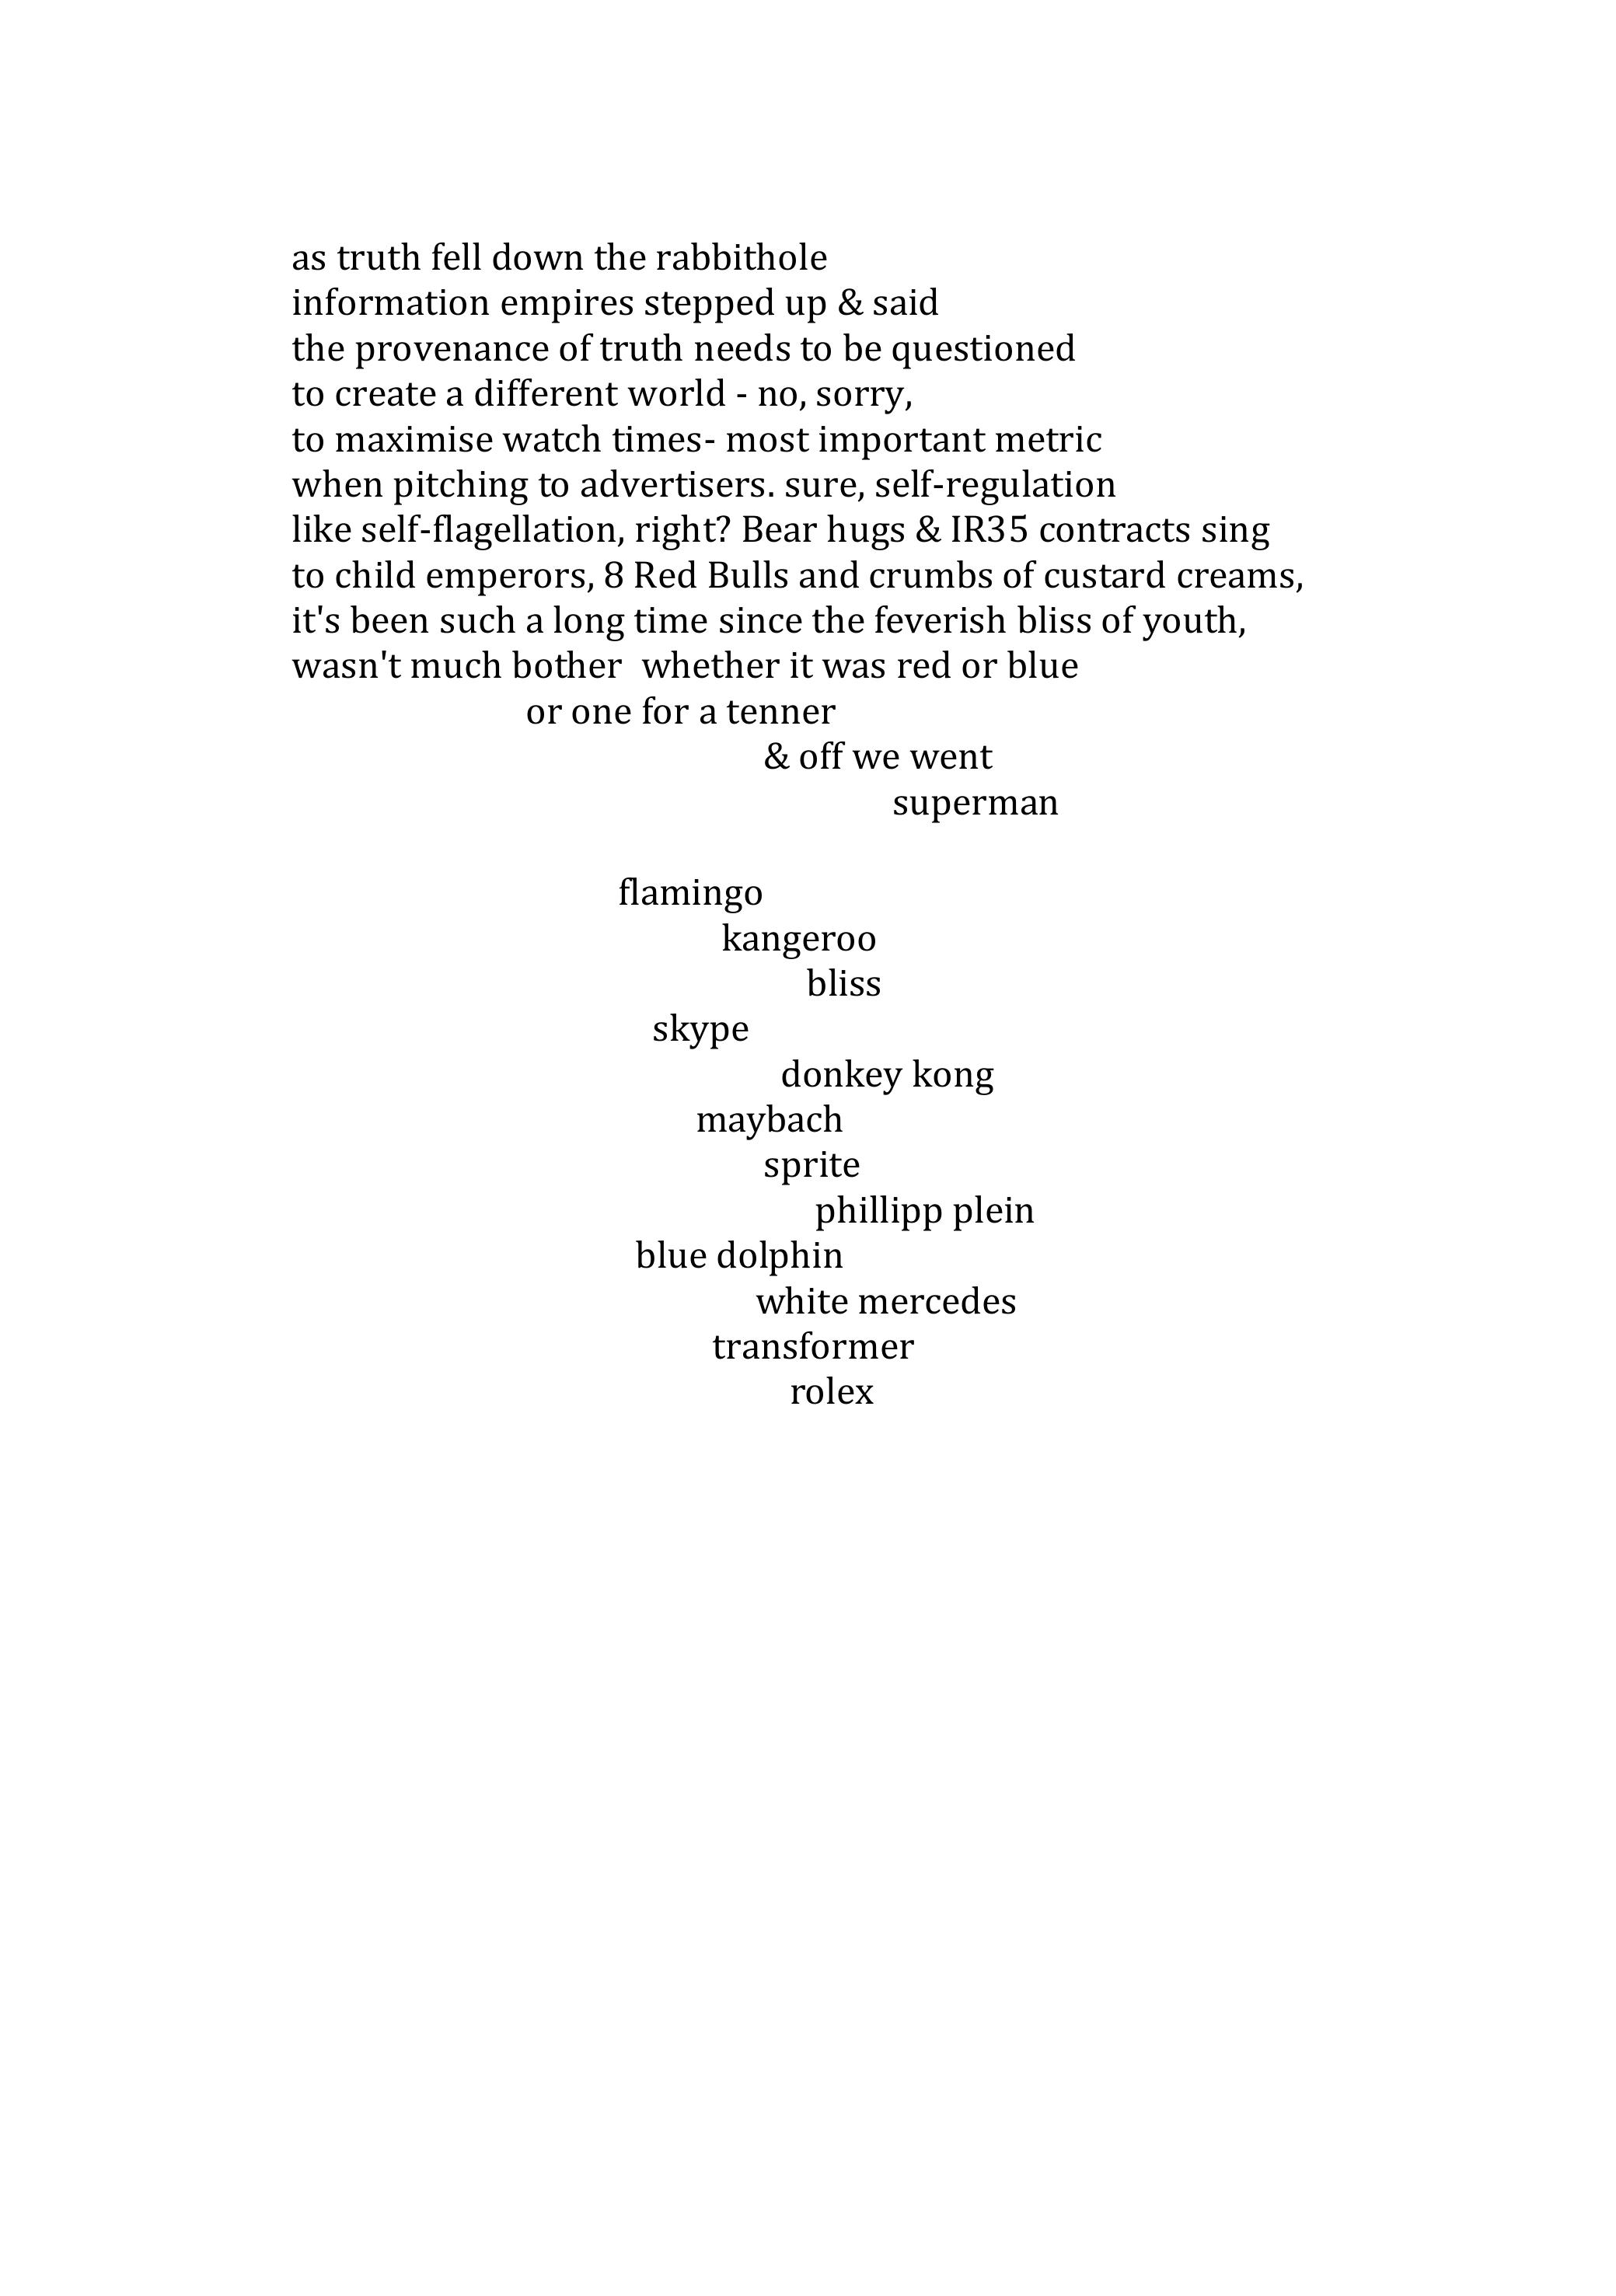 as truth fell down the rabbithole
information empires stepped up & said
the provenance of truth needs to be questioned
to create a different world - no, sorry,
to maximise watch times- most important metric
when pitching to advertisers. sure, self-regulation
like self-flagellation, right? Bear hugs & IR35 contracts sing
to child emperors, 8 Red Bulls and crumbs of custard creams,
it's been such a long time since the feverish bliss of youth,
wasn't much bother  whether it was red or blue
or one for a tenner
& off we went
superman
flamingo
kangeroo
bliss
skype
donkey kong
maybach
sprite
phillipp plein
blue dolphin
white mercedes
transformer
rolex